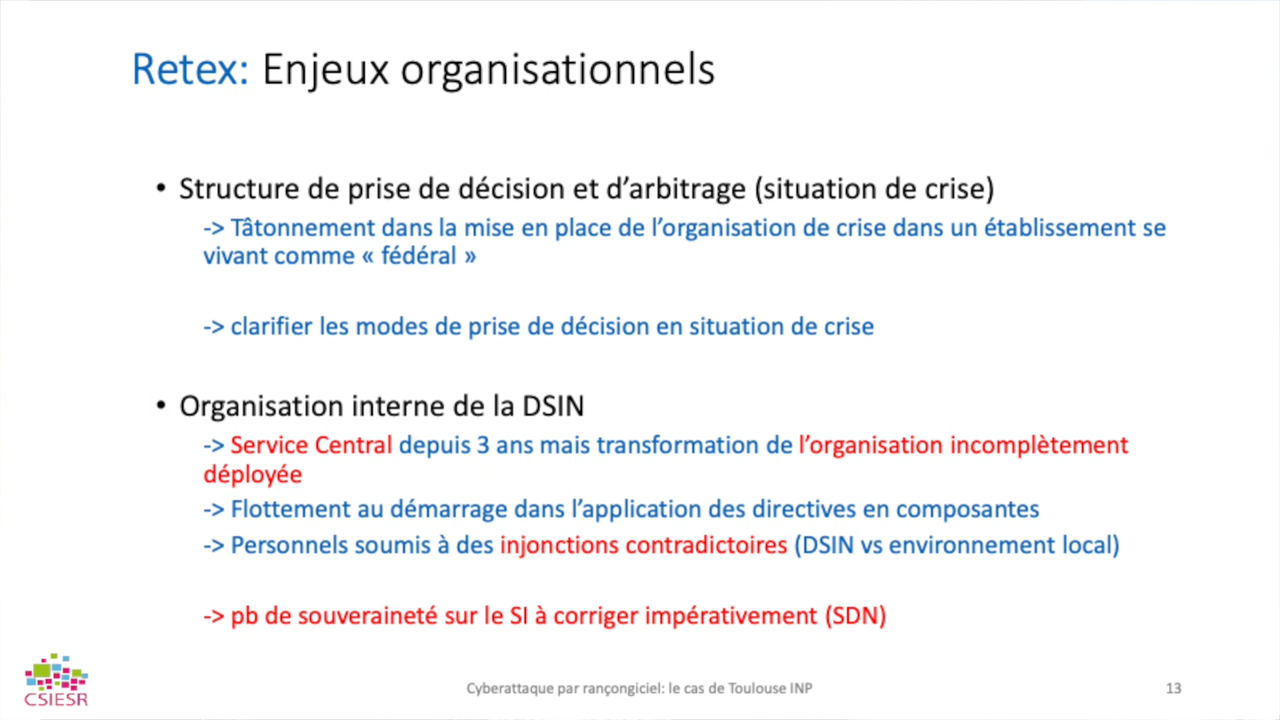 Retex: Enjeux organisationnels
• Structure de prise de décision et d’arbitrage (situation de crise)
-> Tâtonnement dans la mise en place de l’organisation de crise dans un établissement se
vivant comme « fédéral »
-> clarifier les modes de prise de décision en situation de crise
• Organisation interne de la DSIN
-> Service Central depuis 3 ans mais transformation de l’organisation incomplètement
déployée
-> Flottement au démarrage dans l’application des directives en composantes
-> Personnels soumis à des injonctions contradictoires (DSIN vs environnement local)
-> pb de souveraineté sur le SI à corriger impérativement (SDN)
CSIESR
Cyberattaque par rançongiciel: le cas de Toulouse INP
13